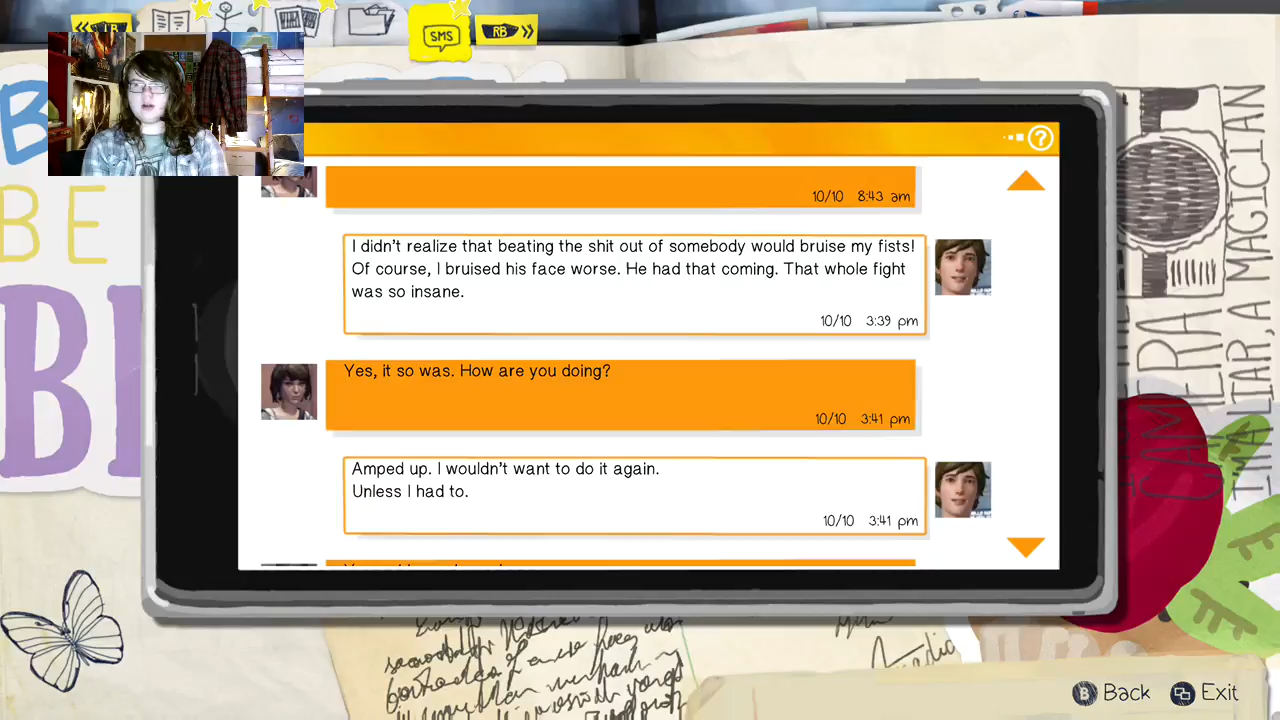 LB
SMS
RB
10/10 8:43 am
I didn't realize that beating the shit out of somebody would bruise my fists!
Of course, I bruised his face worse. He had that coming. That whole fight
was so insane.
10/10 3:39 pm
Yes, it so was. How are you doing?
10/10 3:41 pm
Amped up. I wouldn't want to do it again.
Unless I had to.
10/10 3:41 pm
BE
CAMERA
I'M A LIAR, A MAGICIAN
B Back
Exit